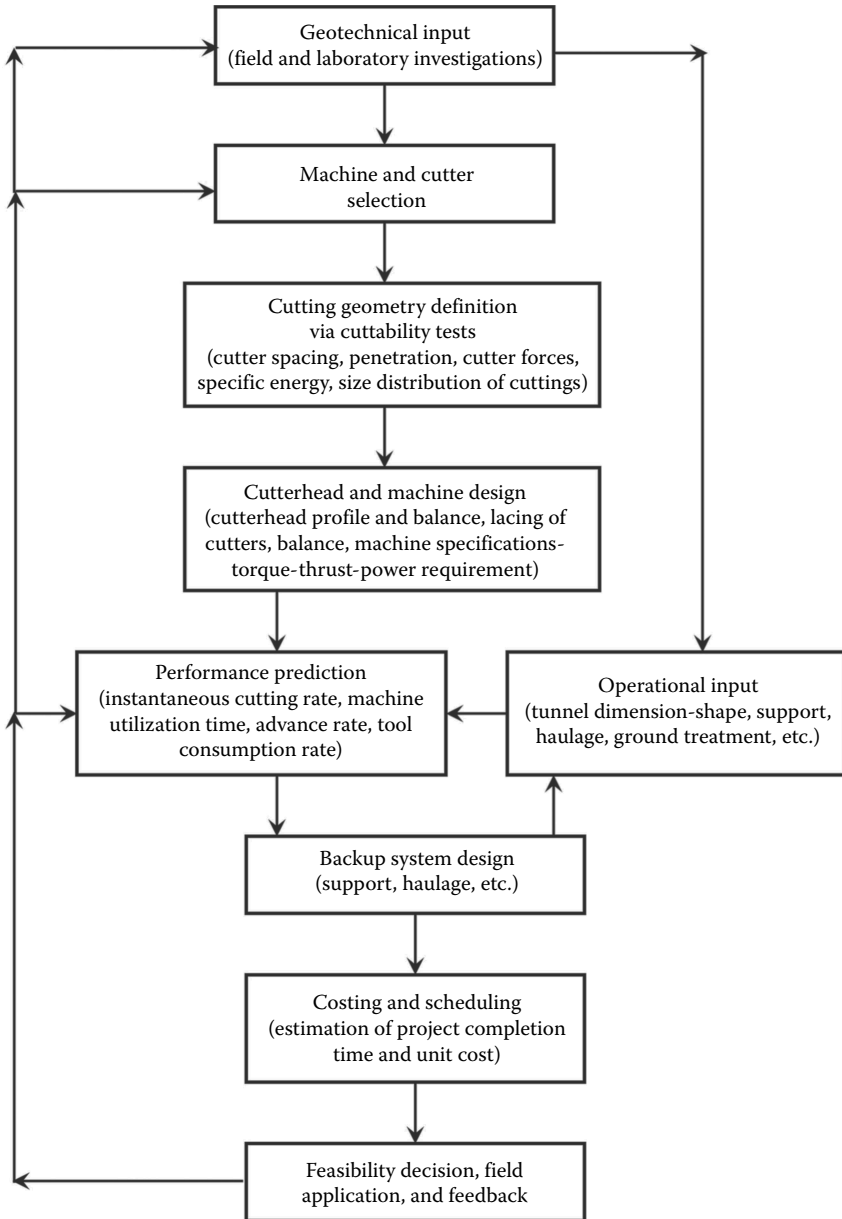 Geotechnical input
(field and laboratory investigations)
Machine and cutter
selection
Cutting geometry definition
via cuttability tests
(cutter spacing, penetration, cutter forces,
specific energy, size distribution of cuttings)
Cutterhead and machine design
(cutterhead profile and balance, lacing of
cutters, balance, machine specifications-
torque-thrust-power requirement)
Performance prediction
(instantaneous cutting rate, machine
utilization time, advance rate, tool
consumption rate)
Operational input
(tunnel dimension-shape, support,
haulage, ground treatment, etc.)
Backup system design
(support, haulage, etc.)
Costing and scheduling
(estimation of project completion
time and unit cost)
Feasibility decision, field
application, and feedback